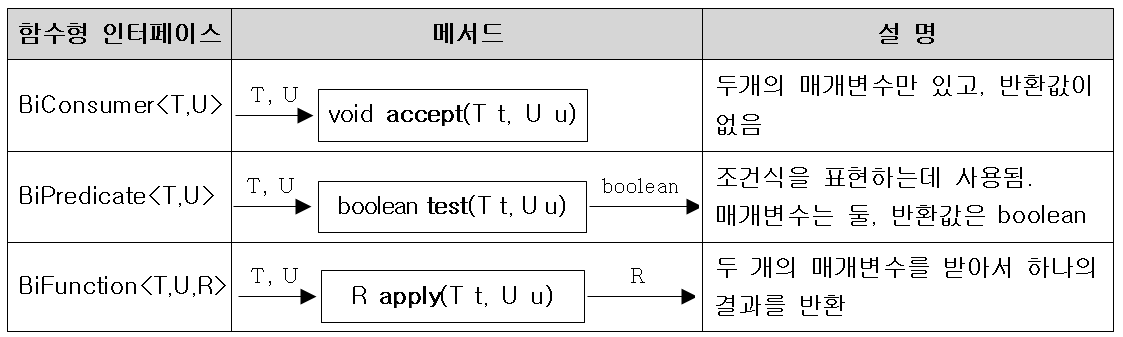 함수형 인터페이스 메서드 설 명
BiConsumer<T,U>
T, U
void accept(T t, U u)
두개의 매개변수만 있고, 반환값이
없음
BiPredicate<T,U>
T, U
boolean test(T t, U u)
boolean
조건식을 표현하는데 사용됨.
매개변수는 둘, 반환값은 boolean
BiFunction<T,U,R>
T, U
R apply(T t, U u)
R
두 개의 매개변수를 받아서 하나의
결과를 반환